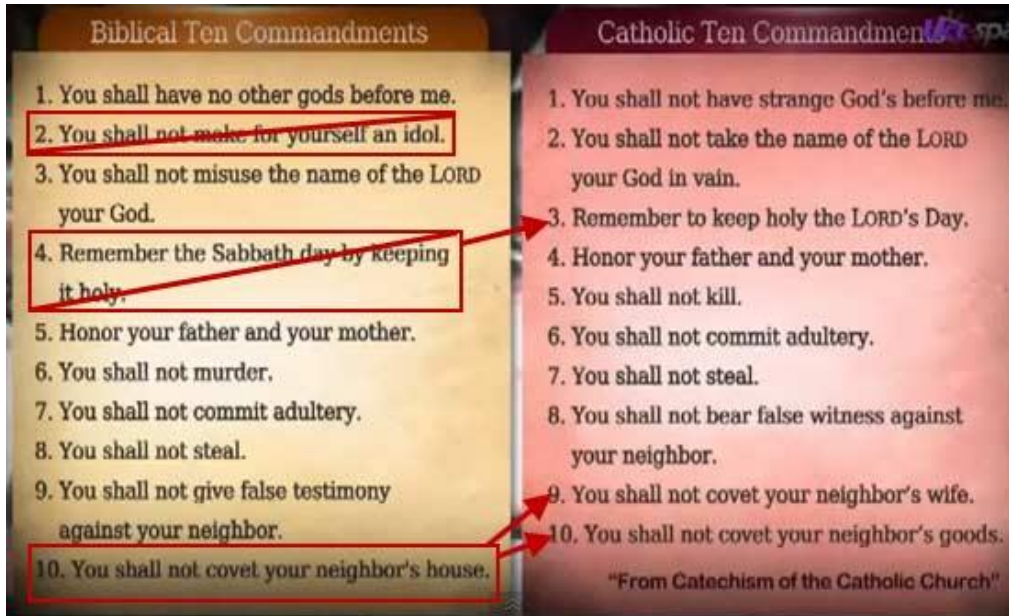 Biblical Ten Commandments
1. You shall have no other gods before me.
2. You shall not make for yourself an idol.
3. You shall not misuse the name of the LORD
your God.
4. Remember the Sabbath day by keeping
it holy.
5. Honor your father and your mother.
6. You shall not murder.
7. You shall not commit adultery.
8. You shall not steal.
9. You shall not give false testimony
against your neighbor.
10. You shall not covet your neighbor's house.
Catholic Ten Commandments
1. You shall not have strange God's before me.
2. You shall not take the name of the LORD
your God in vain.
3. Remember to keep holy the LORD'S Day.
4. Honor your father and your mother.
5. You shall not kill.
6. You shall not commit adultery.
7. You shall not steal.
8. You shall not bear false witness against
your neighbor.
9. You shall not covet your neighbor's wife.
10. You shall not covet your neighbor's goods.
"From Catechism of the Catholic Church"